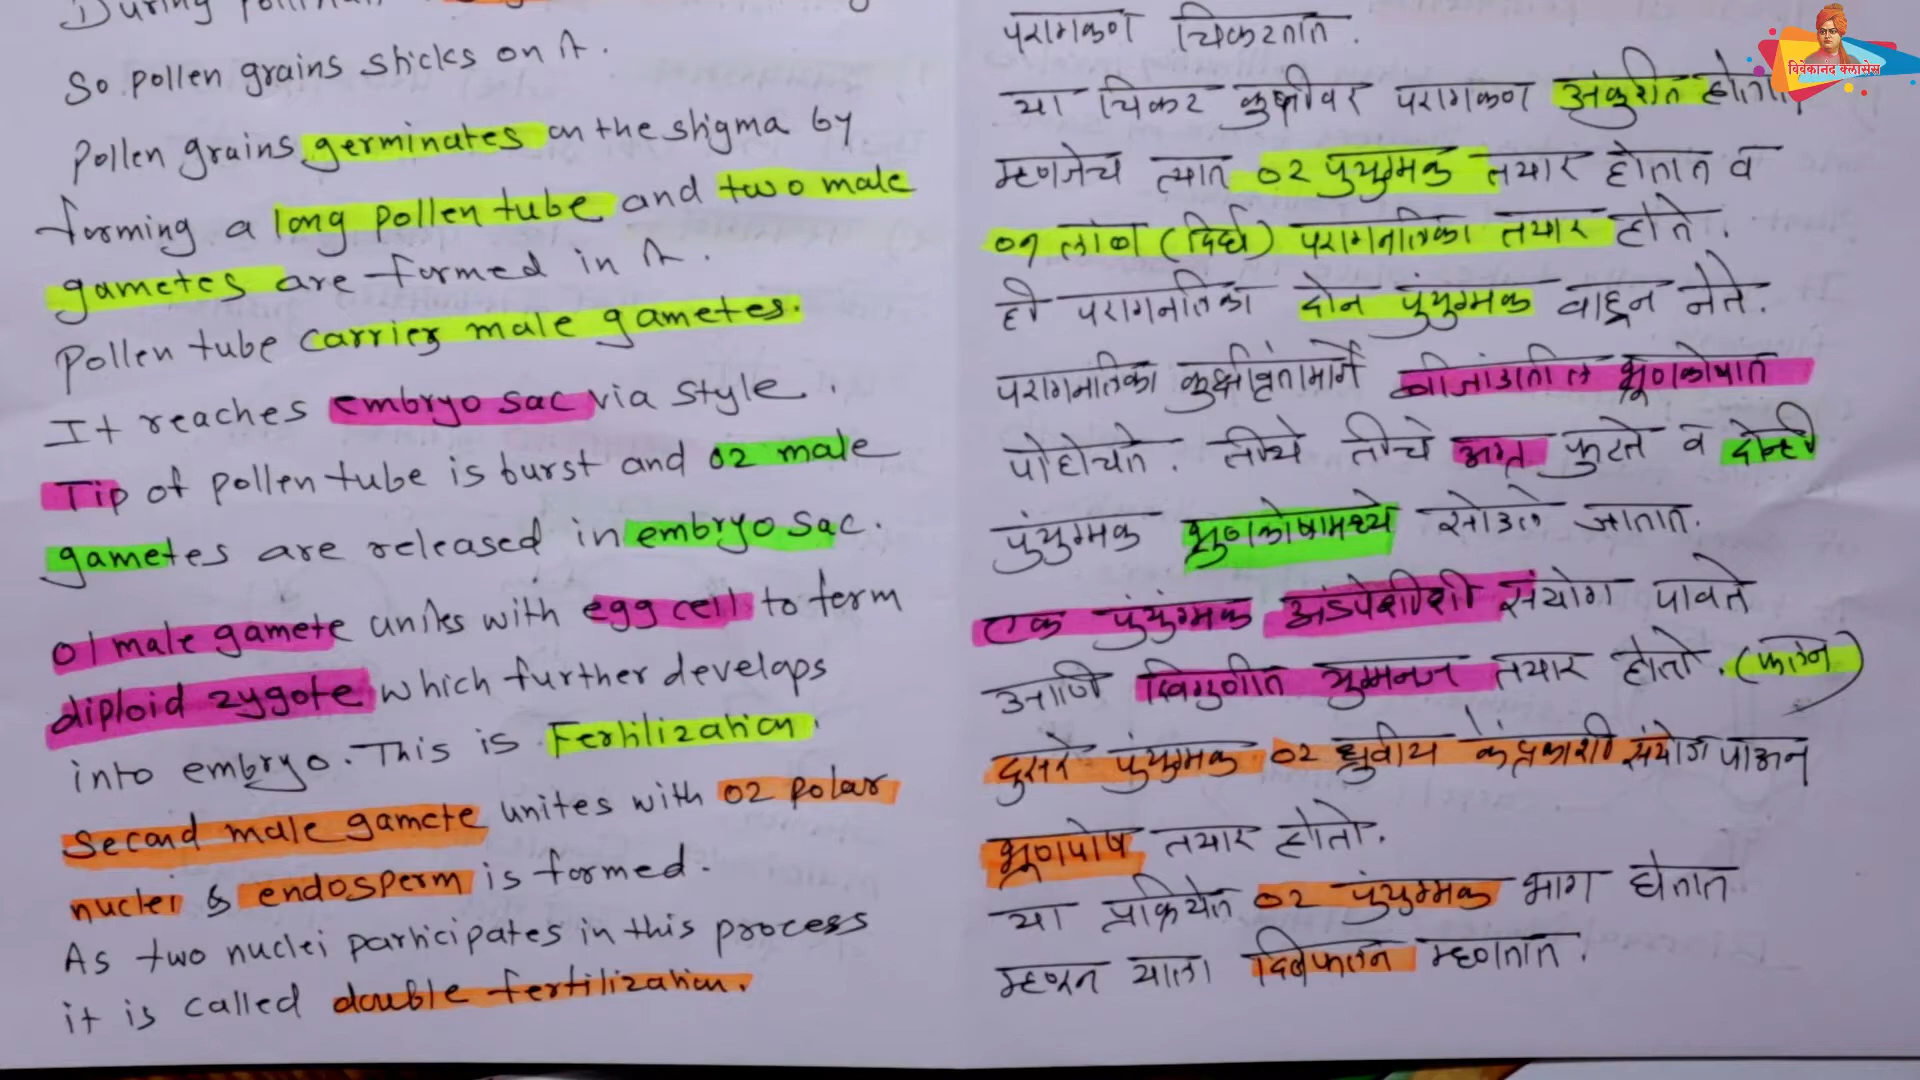 During
So pollen grains sticks on it.
Pollen grains germinates on the stigma by
forming a long pollen tube and two male
gametes are formed in it.
Pollen tube carries male gametes.
It reaches embryo sac via style.
Tip of pollen tube is burst and 02 male
gametes are released in embryo sac.
01 male gamete unites with egg cell to form
diploid zygote which further develops
into embryo. This is Fertilization.
Second male gamete unites with 02 polar
nuclei & endosperm is formed.
As two nuclei participates in this process
it is called double fertilization.
परागकण चिकटतात.
या चिकट कुक्षीवर परागकण अंकुरीत होतात
म्हणजेच त्यात ०२ पुंयुग्मक तयार होतात व
०१ लांब (दिर्घ) परागनलिका तयार होते.
ही परागनलिका दोन पुंयुग्मक वाहून नेते.
परागनलिका कुक्षीवृंतामार्गे बीजांडातील भ्रूणकोषात
पोहोचते. तीथे तीचे अग्र फुटते व दोन्ही
पुंयुग्मक भ्रुणकोषामध्ये सोडले जातात.
एक पुंयुग्मक अंडपेशीशी संयोग पावते
आणि द्विगुणीत युग्मनज तयार होतो. (फलन)
दुसरे पुंयुग्मक ०२ ध्रुवीय केंद्रकाशी संयोग पाऊन
भ्रूणपोष तयार होतो.
या प्रक्रियेत ०२ पुंयुग्मक भाग घेतात
म्हणून याला द्विफलन म्हणतात.
विवेकानंद क्लासेस